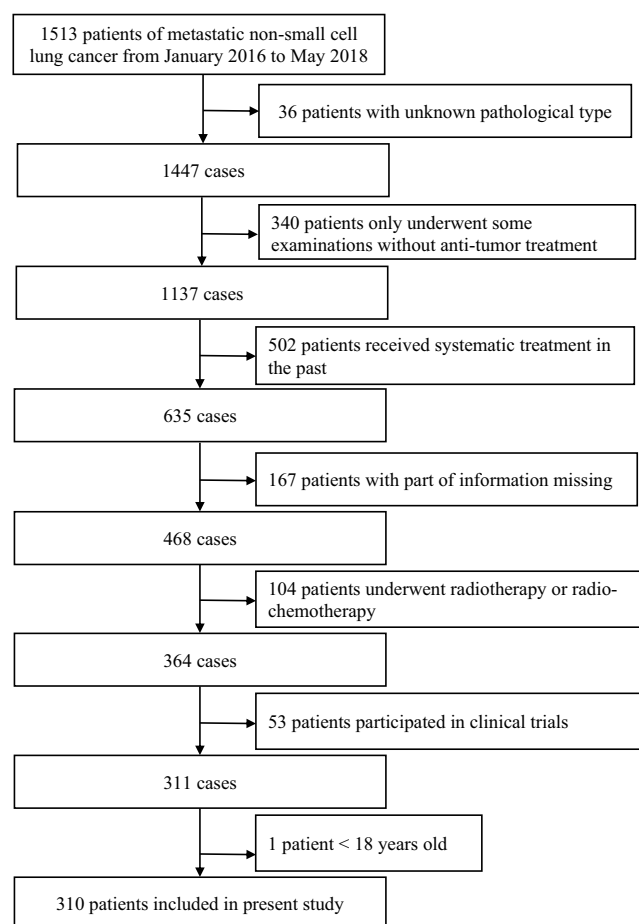 1513 patients of metastatic non-small cell
lung cancer from January 2016 to May 2018
36 patients with unknown pathological type
1447 cases
340 patients only underwent some
examinations without anti-tumor treatment
1137 cases
502 patients received systematic treatment in
the past
635 cases
167 patients with part of information missing
468 cases
104 patients underwent radiotherapy or radio-
chemotherapy
364 cases
53 patients participated in clinical trials
311 cases
1 patient < 18 years old
310 patients included in present study